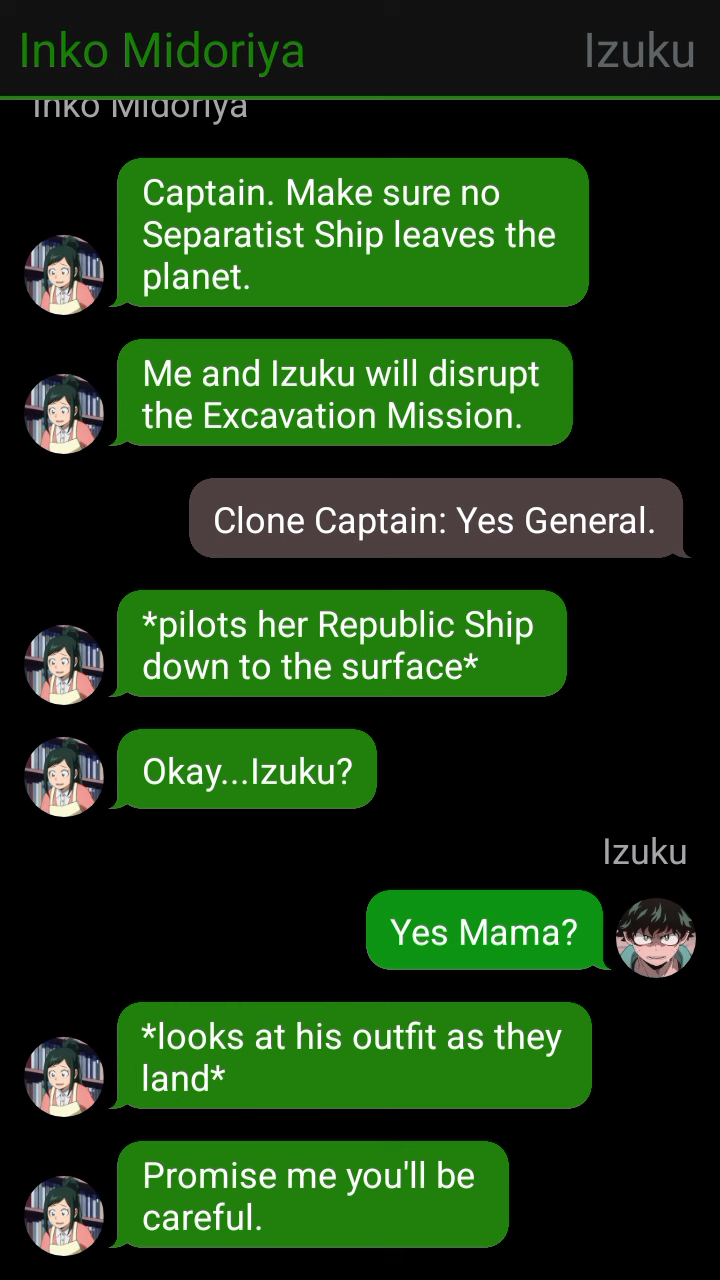 Inko Midoriya
Izuku
Inko Midoriya
Captain. Make sure no
Separatist Ship leaves the
planet.
Me and Izuku will disrupt
the Excavation Mission.
Clone Captain: Yes General.
*pilots her Republic Ship
down to the surface*
Okay...Izuku?
Izuku
Yes Mama?
*looks at his outfit as they
land*
Promise me you'll be
careful.